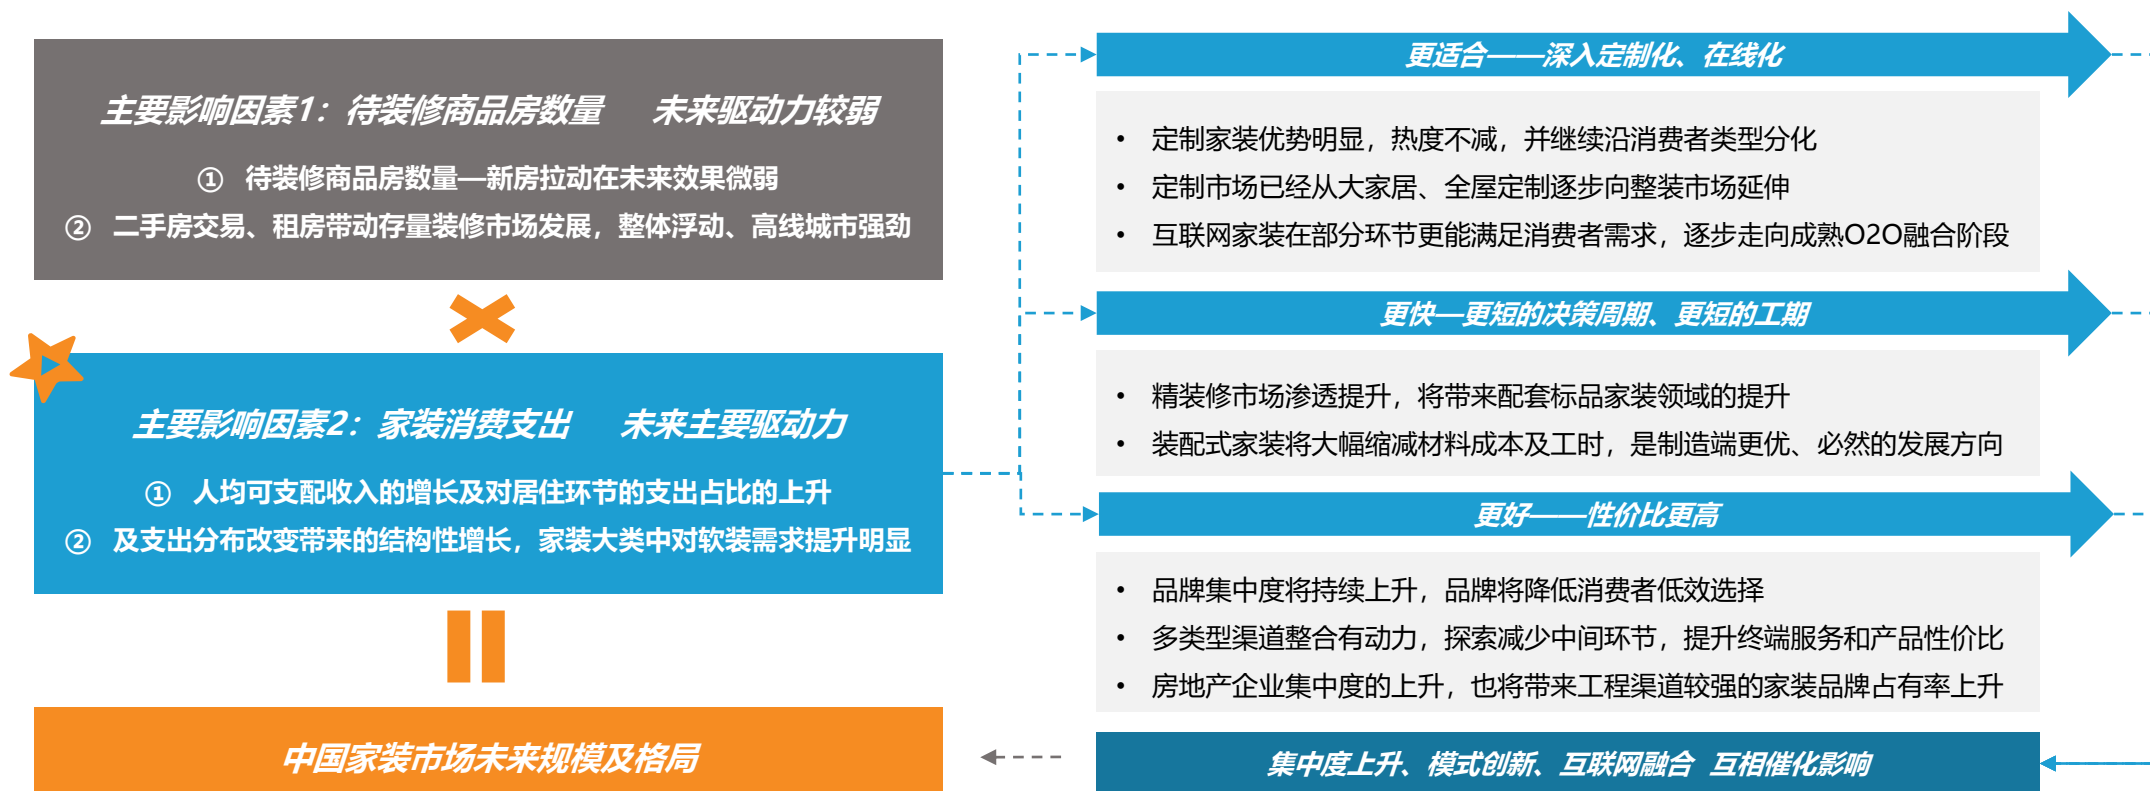 主要影响因素1：待装修商品房数量 未来驱动力较弱
① 待装修商品房数量—新房拉动在未来效果微弱
② 二手房交易、租房带动存量装修市场发展，整体浮动、高线城市强劲
主要影响因素2：家装消费支出 未来主要驱动力
① 人均可支配收入的增长及对居住环节的支出占比的上升
② 及支出分布改变带来的结构性增长，家装大类中对软装需求提升明显
中国家装市场未来规模及格局
更适合——深入定制化、在线化
• 定制家装优势明显，热度不减，并继续沿消费者类型分化
• 定制市场已经从大家居、全屋定制逐步向整装市场延伸
• 互联网家装在部分环节更能满足消费者需求，逐步走向成熟O2O融合阶段
更快—更短的决策周期、更短的工期
• 精装修市场渗透提升，将带来配套标品家装领域的提升
• 装配式家装将大幅缩减材料成本及工时，是制造端更优、必然的发展方向
更好——性价比更高
• 品牌集中度将持续上升，品牌将降低消费者低效选择
• 多类型渠道整合有动力，探索减少中间环节，提升终端服务和产品性价比
• 房地产企业集中度的上升，也将带来工程渠道较强的家装品牌占有率上升
集中度上升、模式创新、互联网融合 互相催化影响